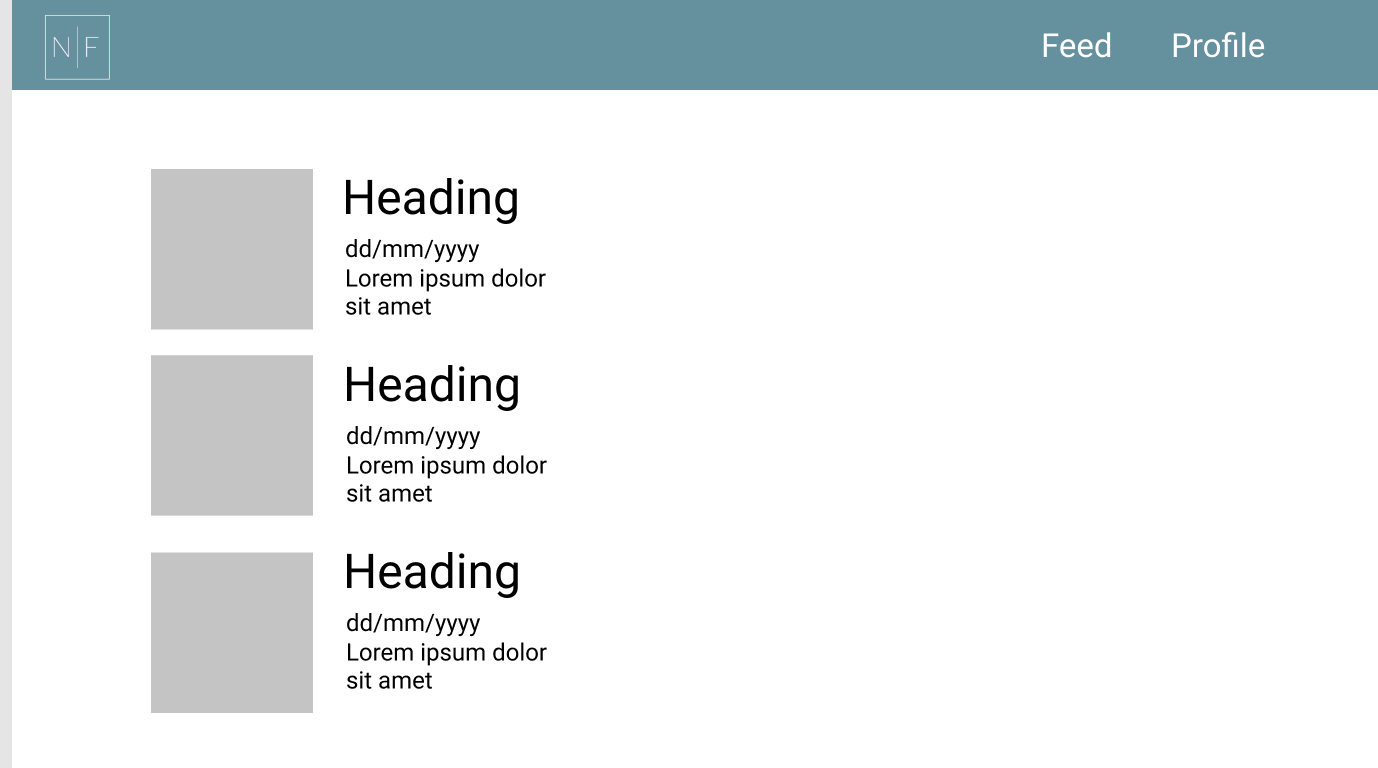 N|F
Feed Profile
Heading
dd/mm/yyyy
Lorem ipsum dolor
sit amet
Heading
dd/mm/yyyy
Lorem ipsum dolor
sit amet
Heading
dd/mm/yyyy
Lorem ipsum dolor
sit amet